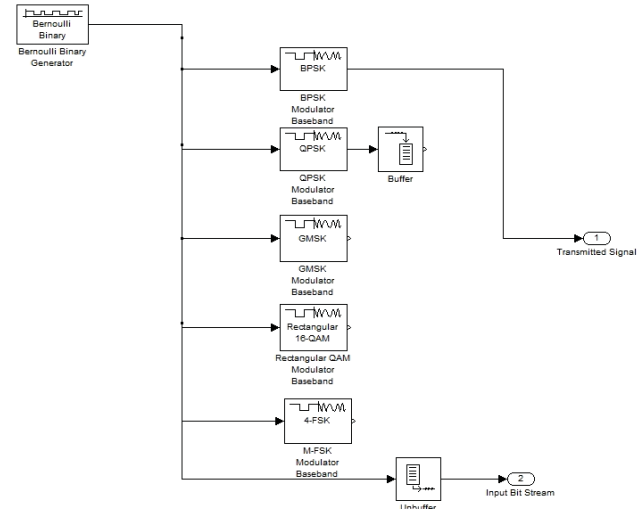 Bernoulli
Binary
Bernoulli Binary
Generator
BPSK
BPSK
Modulator
Baseband
QPSK
QPSK
Modulator
Baseband
Buffer
GMSK
GMSK
Modulator
Baseband
1
Transmitted Signal
Rectangular
16-QAM
Rectangular QAM
Modulator
Baseband
4-FSK
M-FSK
Modulator
Baseband
2
Input Bit Stream
Unbuffer